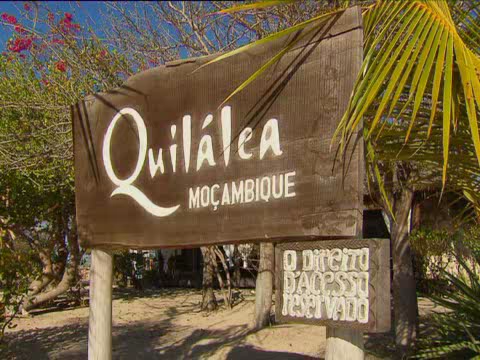 Quilálea
MOÇAMBIQUE
O DIREITO
D'ACESSO
RESERVADO